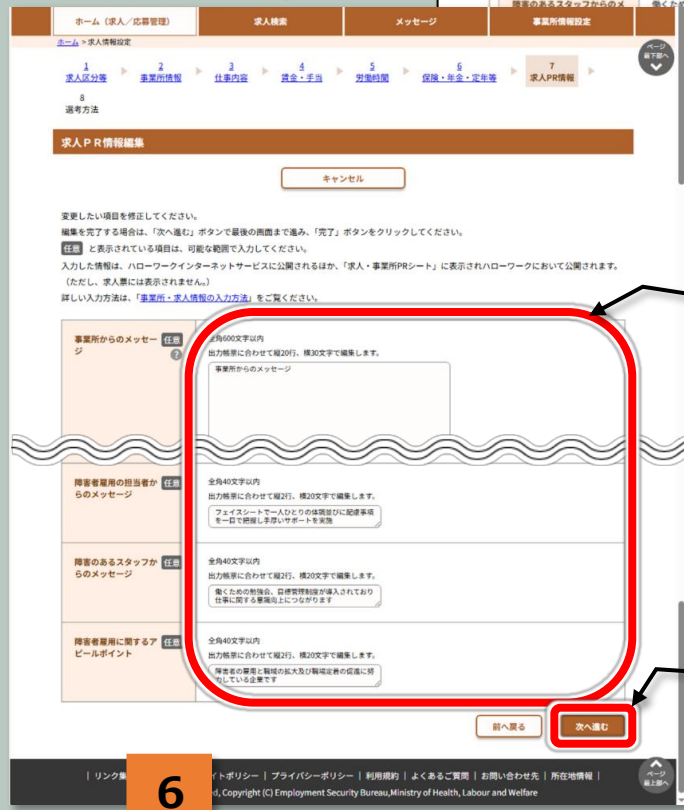 障害のあるスタッフからのメ
働くため
ホーム（求人／応募管理）
求人検索
メッセージ
事業所情報設定
ホーム > 求人情報設定
ページ
最下部へ
1
求人区分等
2
事業所情報
3
仕事内容
4
賃金・手当
5
労働時間
6
保険・年金・定年等
7
求人PR情報
8
選考方法
求人ＰＲ情報編集
キャンセル
変更したい項目を修正してください。
編集を完了する場合は、「次へ進む」ボタンで最後の画面まで進み、「完了」ボタンをクリックしてください。
任意 と表示されている項目は、可能な範囲で入力してください。
入力した情報は、ハローワークインターネットサービスに公開されるほか、「求人・事業所PRシート」に表示されハローワークにおいて公開されます。
（ただし、求人票には表示されません。）
詳しい入力方法は、「事業所・求人情報の入力方法」をご覧ください。
事業所からのメッセー 任意
ジ ?
全角600文字以内
出力帳票に合わせて縦20行、横30文字で編集します。
事業所からのメッセージ
障害者雇用の担当者か 任意
らのメッセージ
全角40文字以内
出力帳票に合わせて縦2行、横20文字で編集します。
フェイスシートで一人ひとりの体調並びに配慮事項
を一目で把握し手厚いサポートを実施
障害のあるスタッフか 任意
らのメッセージ
全角40文字以内
出力帳票に合わせて縦2行、横20文字で編集します。
働くための勉強会、目標管理制度が導入されており
仕事に関する意識向上につながります
障害者雇用に関するア 任意
ピールポイント
全角40文字以内
出力帳票に合わせて縦2行、横20文字で編集します。
障害者の雇用と職域の拡大及び職場定着の促進に努
力している企業です
前へ戻る
次へ進む
| リンク集
イトポリシー | プライバシーポリシー | 利用規約 | よくあるご質問 | お問い合わせ先 | 所在地情報 |
ページ
最上部へ
6
d, Copyright (C) Employment Security Bureau,Ministry of Health, Labour and Welfare